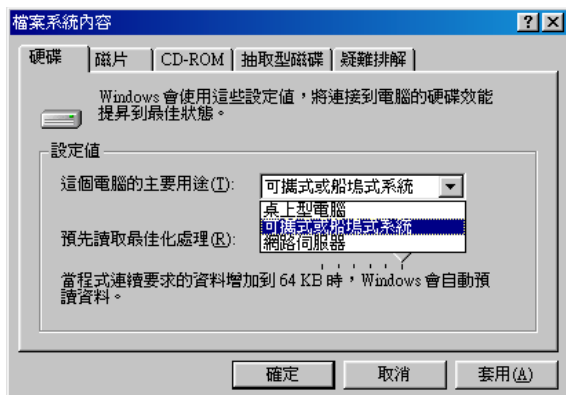 檔案系統內容
硬碟 磁片 CD-ROM 抽取型磁碟 疑難排解
Windows 會使用這些設定值，將連接到電腦的硬碟效能
提昇到最佳狀態。
設定值
這個電腦的主要用途(T): 可攜式或船塢式系統
桌上型電腦
可攜式或船塢式系統
預先讀取最佳化處理(R): 網路伺服器
當程式連續要求的資料增加到 64 KB 時，Windows 會自動預
讀資料。
確定 取消 套用(A)